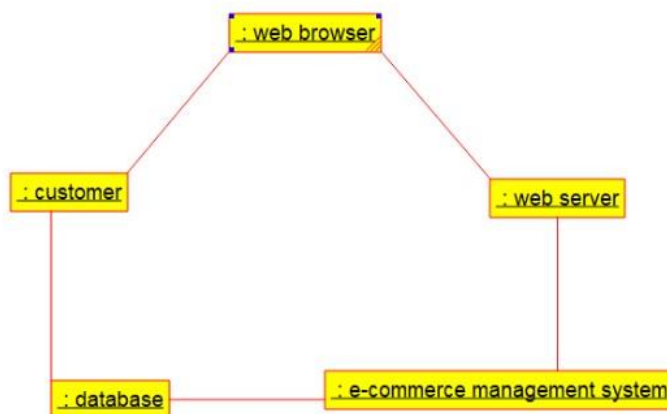 : web browser
: customer
: web server
: database
: e-commerce management system